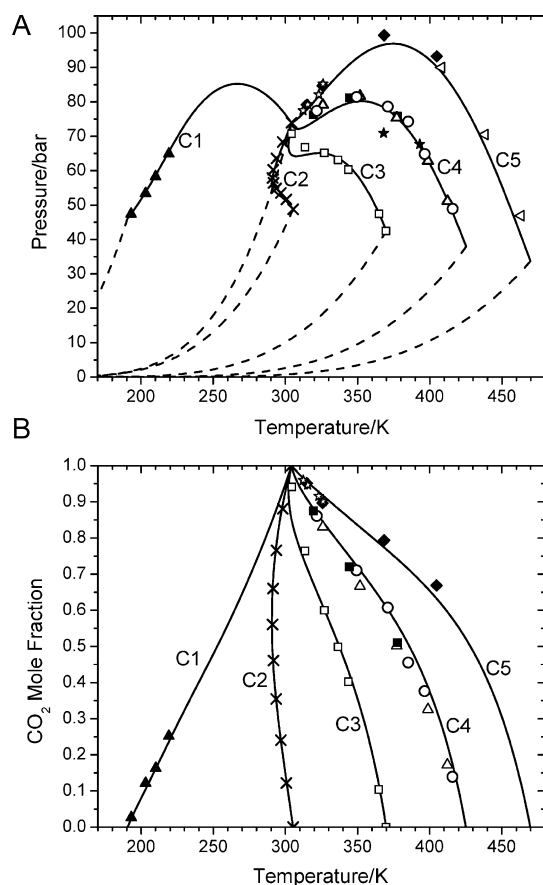 A
100
90
80
70
60
50
40
30
20
10
0
Pressure/bar
C1
C2
C3
C4
C5
200
250
300
350
400
450
Temperature/K
B
1.0
0.9
0.8
0.7
0.6
0.5
0.4
0.3
0.2
0.1
0.0
CO2 Mole Fraction
C1
C2
C3
C4
C5
200
250
300
350
400
450
Temperature/K